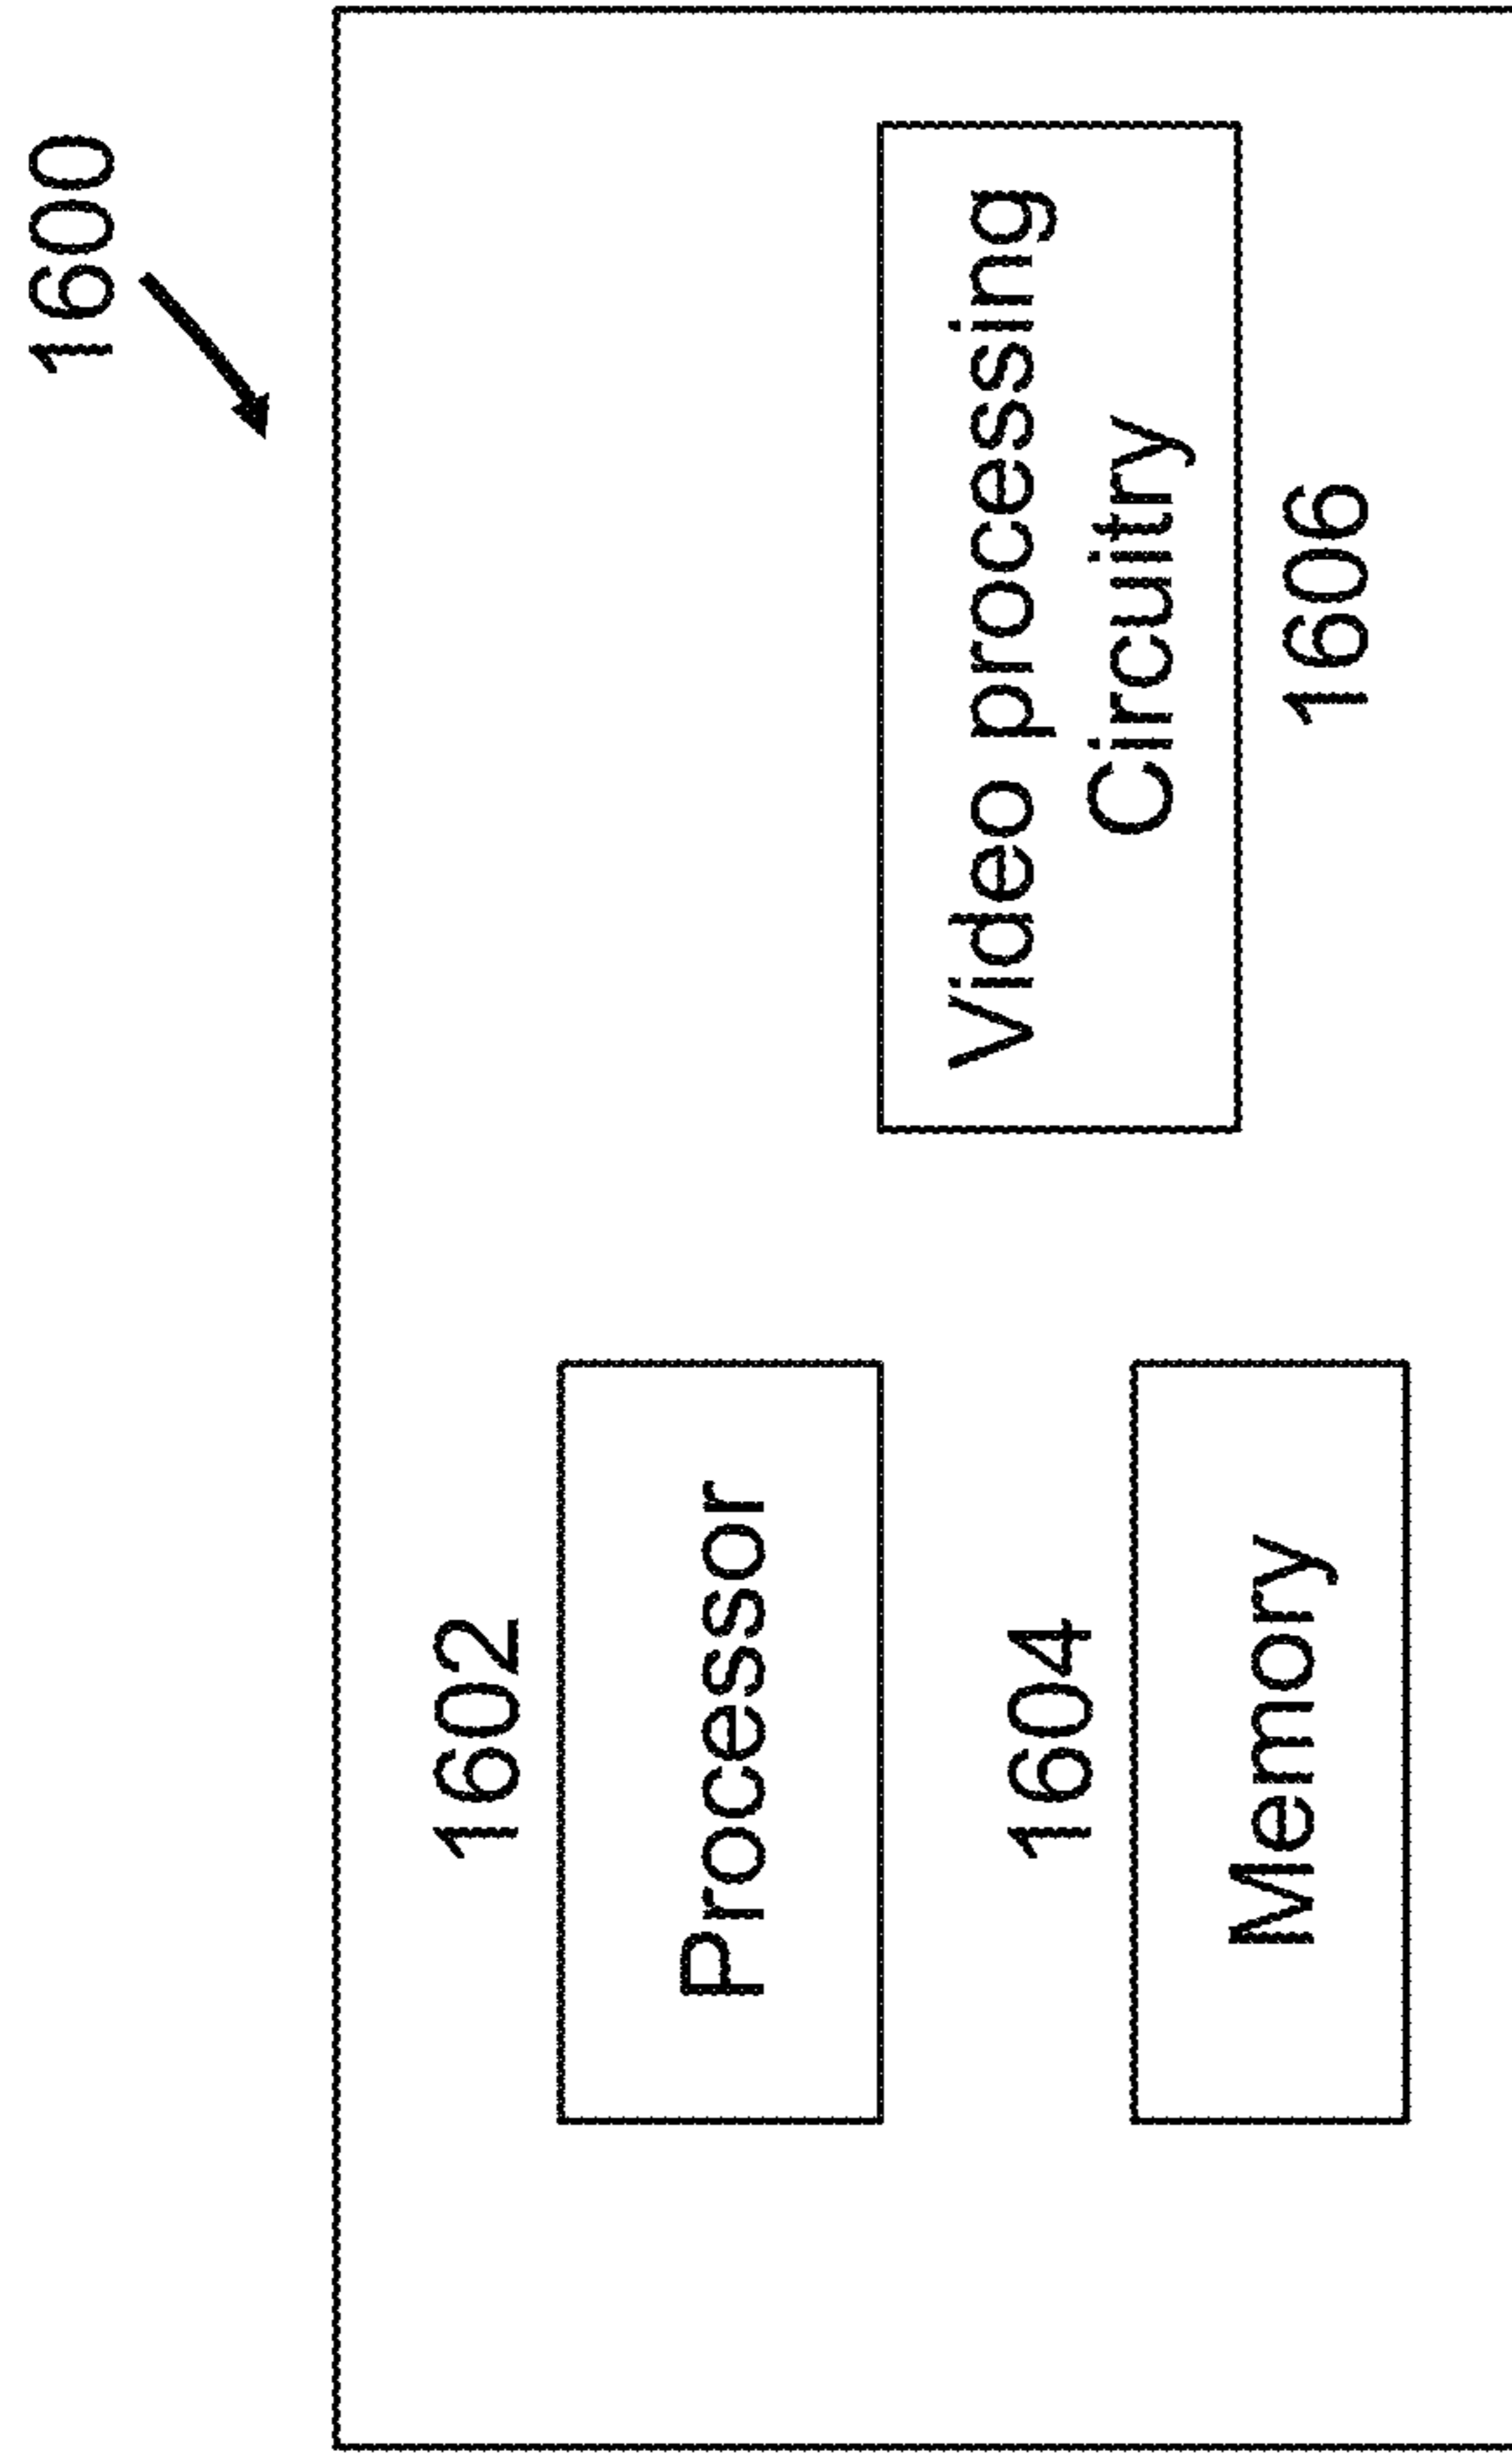 1600
1602
Processor
1604
Memory
Video processing
Circuitry
1606